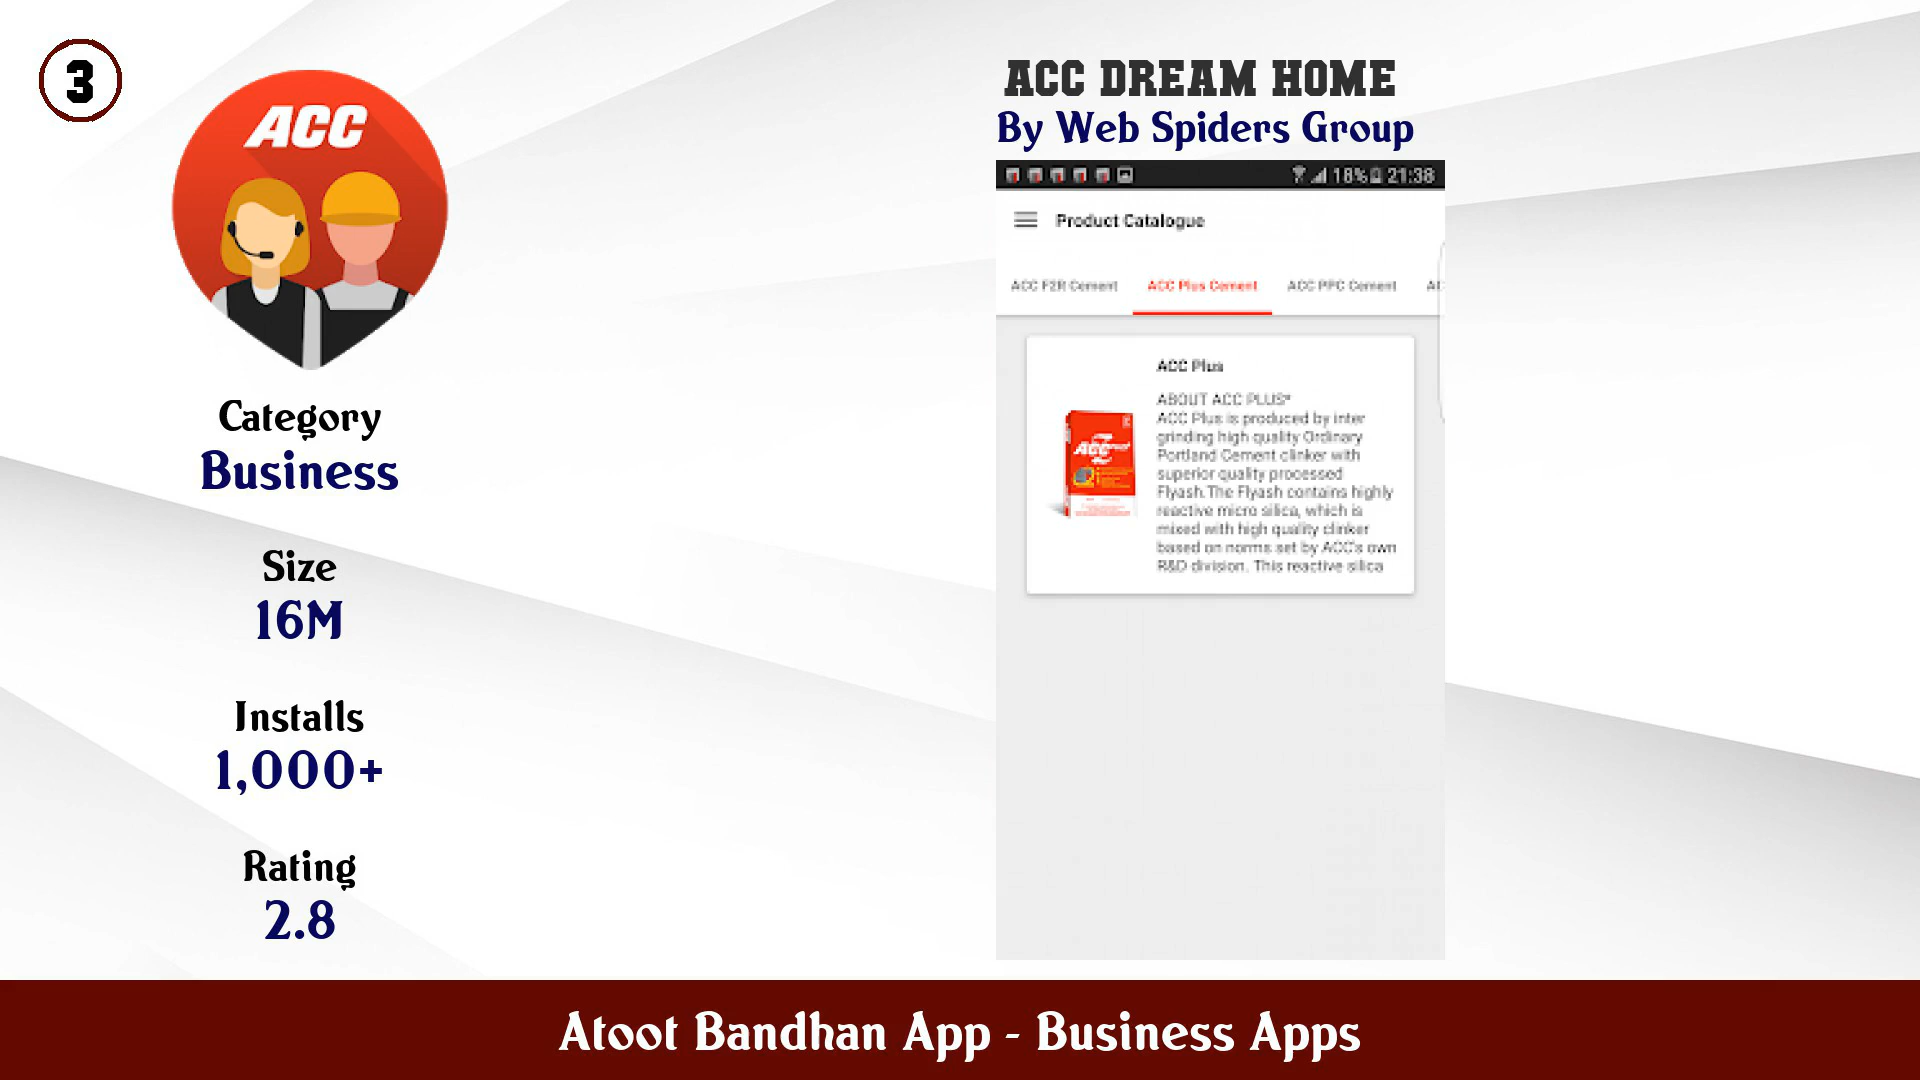 3
ACC
Category
Business
Size
16M
Installs
1,000+
Rating
2.8
ACC DREAM HOME
By Web Spiders Group
18% 21:38
Product Catalogue
ACC F2R Cement ACC Plus Cement ACC PPC Cement AC
ACC Plus
ABOUT ACC PLUS*
ACC Plus is produced by inter
grinding high quality Ordinary
Portland Cement clinker with
superior quality processed
Flyash.The Flyash contains highly
reactive micro silica, which is
mixed with high quality clinker
based on norms set by ACC's own
R&D division. This reactive silica
ACC
Atoot Bandhan App - Business Apps